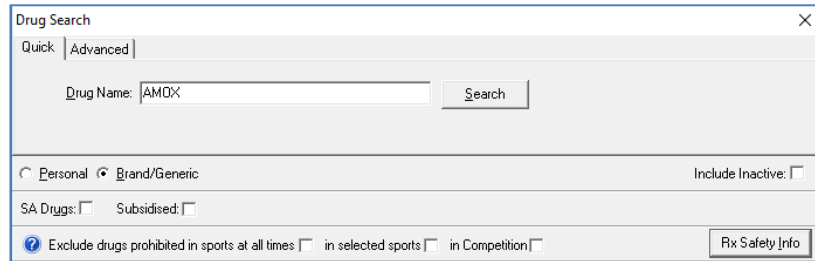 Drug Search
Quick Advanced
Drug Name: AMOX Search
Personal Brand/Generic Include Inactive:
SA Drugs: Subsidised:
? Exclude drugs prohibited in sports at all times in selected sports in Competition Rx Safety Info